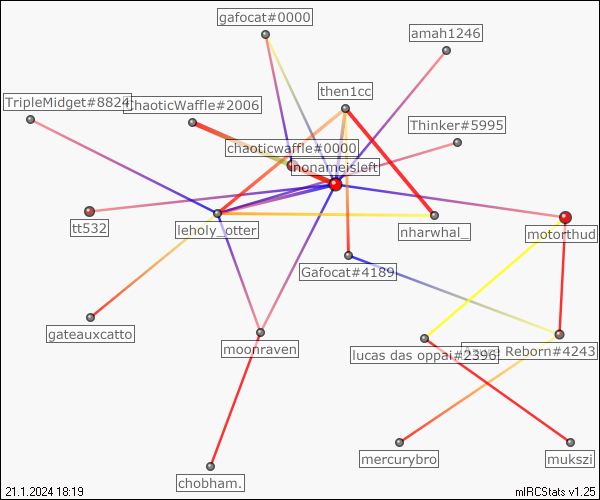 gafocat#0000
amah1246
then1cc
TripleMidget#8824
ChaoticWaffle#2006
Thinker#5995
chaoticwaffle#0000
nonameisleft
tt532
leholy_otter
nharwhal_
motorthud
Gafocat#4189
gateauxcatto
moonraven
lucas das oppai#2396
Reborn#4243
mercurybro
mukszi
chobham.
21.1.2024 18:19
mIRCStats v1.25